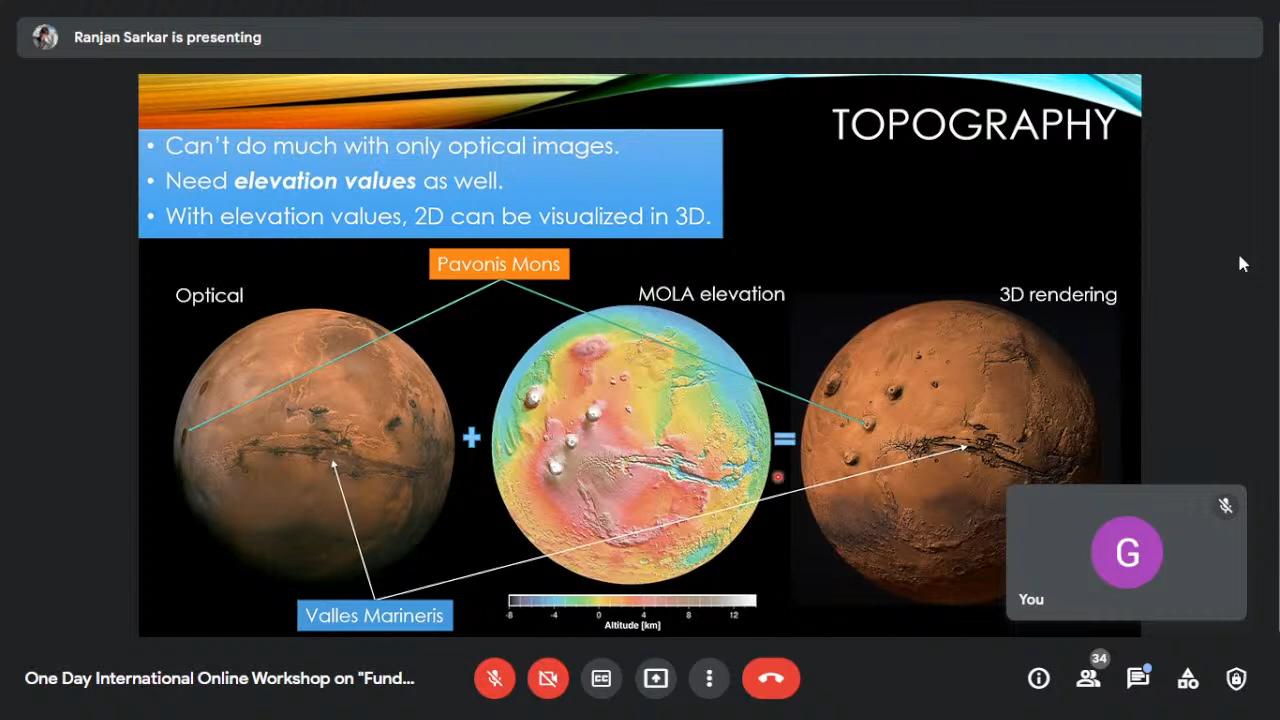 Ranjan Sarkar is presenting
TOPOGRAPHY
• Can't do much with only optical images.
• Need elevation values as well.
• With elevation values, 2D can be visualized in 3D.
Pavonis Mons
Optical
MOLA elevation
3D rendering
+
=
G
You
Valles Marineris
-8 -4 0 4 8 12
Altitude [km]
34
One Day International Online Workshop on "Fund...
CC